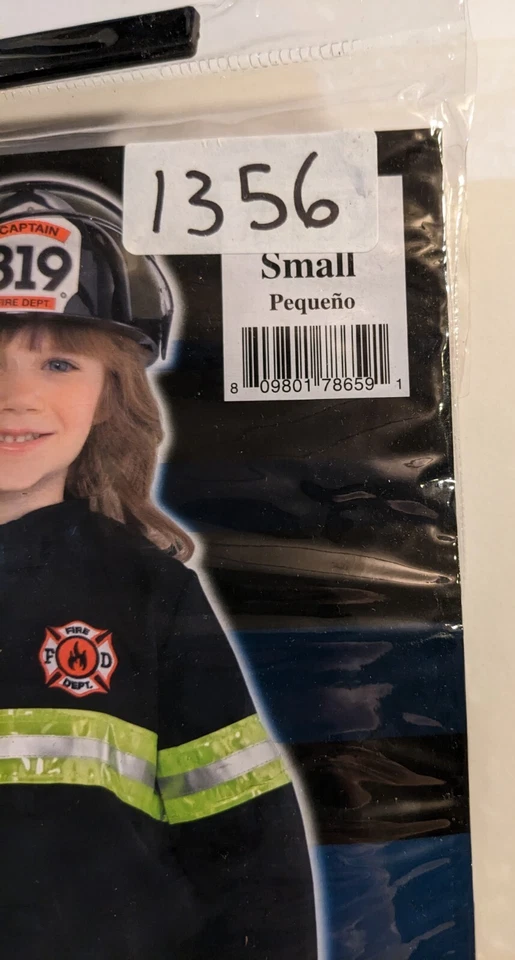 1356
Small
Pequeño
8 09801 78659 1
CAPTAIN
319
FIRE DEPT.
FIRE
F D
DEPT.